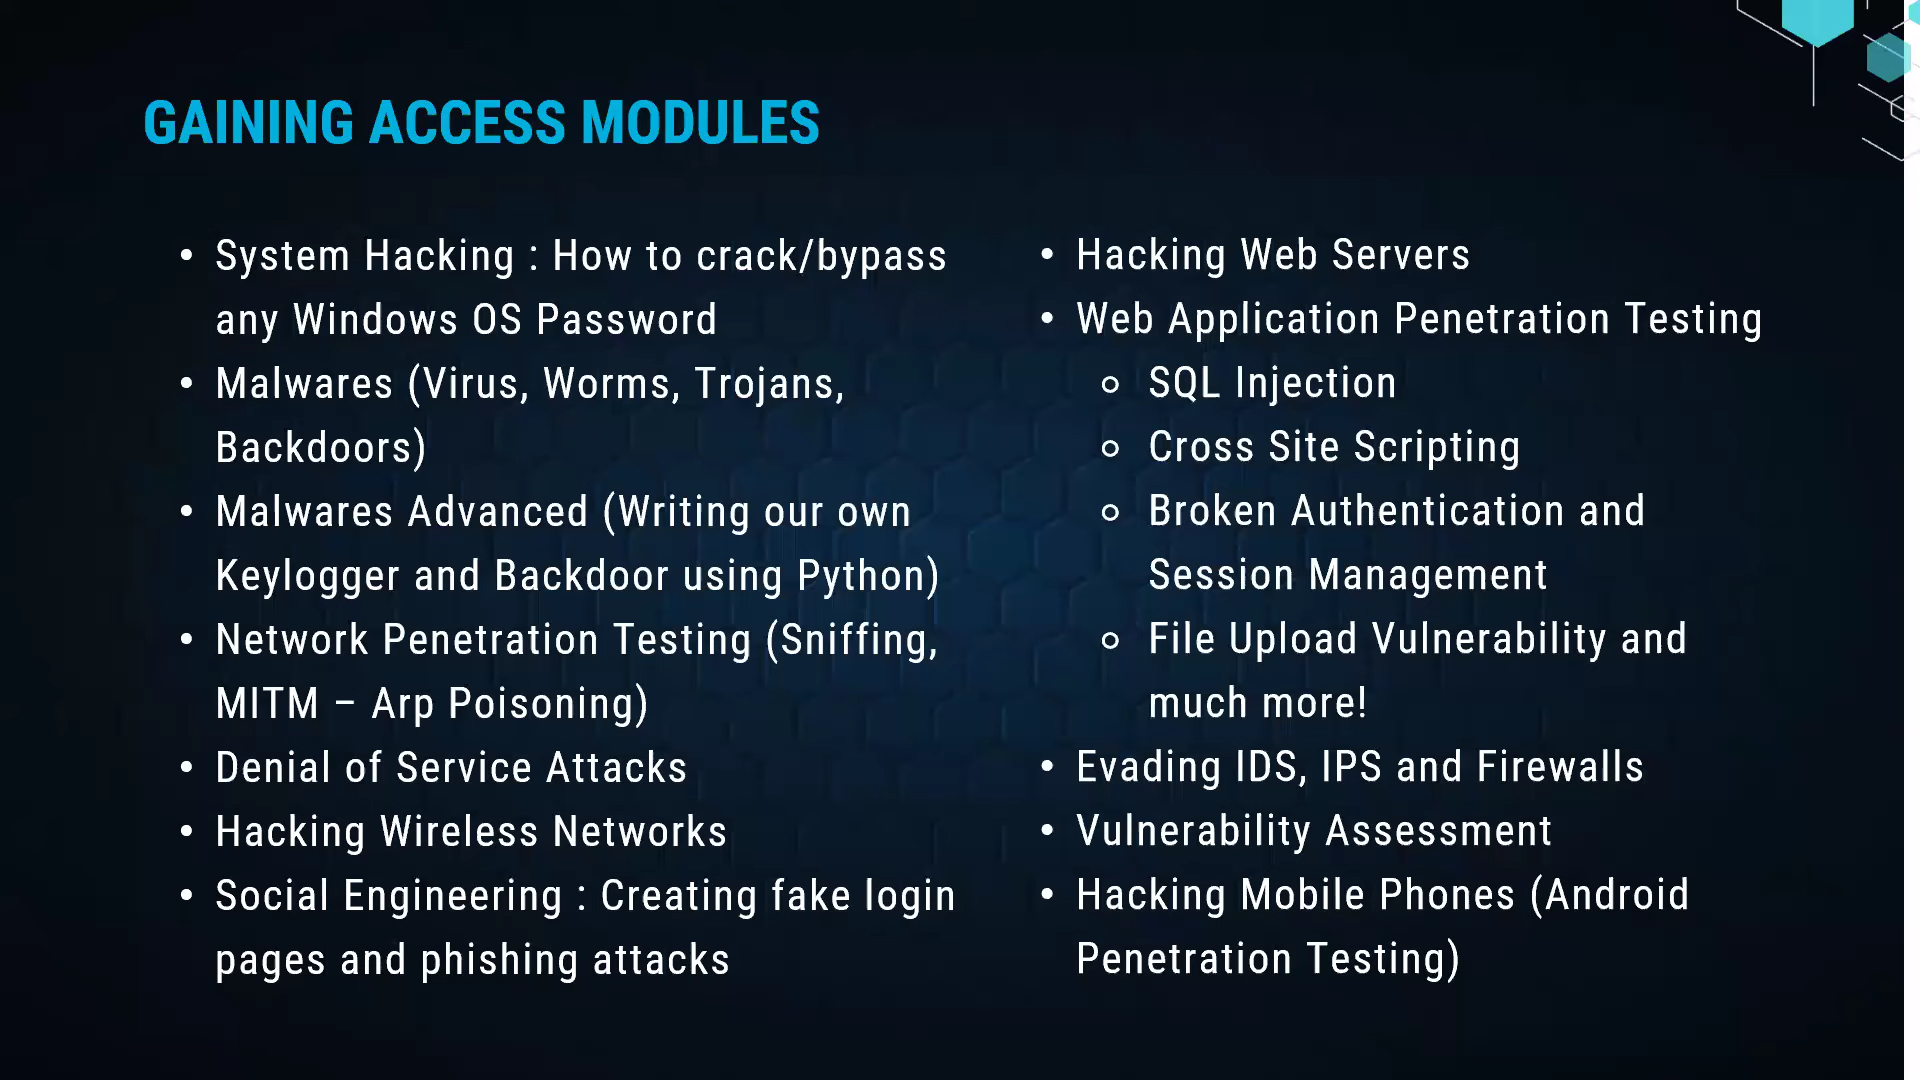 GAINING ACCESS MODULES
• System Hacking : How to crack/bypass
any Windows OS Password
• Malwares (Virus, Worms, Trojans,
Backdoors)
• Malwares Advanced (Writing our own
Keylogger and Backdoor using Python)
• Network Penetration Testing (Sniffing,
MITM – Arp Poisoning)
• Denial of Service Attacks
• Hacking Wireless Networks
• Social Engineering : Creating fake login
pages and phishing attacks
• Hacking Web Servers
• Web Application Penetration Testing
○ SQL Injection
○ Cross Site Scripting
○ Broken Authentication and
Session Management
○ File Upload Vulnerability and
much more!
• Evading IDS, IPS and Firewalls
• Vulnerability Assessment
• Hacking Mobile Phones (Android
Penetration Testing)